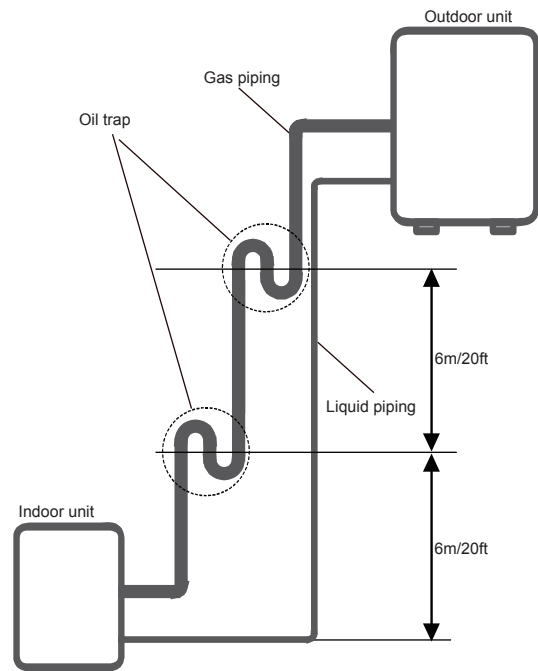 Outdoor unit
Gas piping
Oil trap
6m/20ft
Liquid piping
Indoor unit
6m/20ft